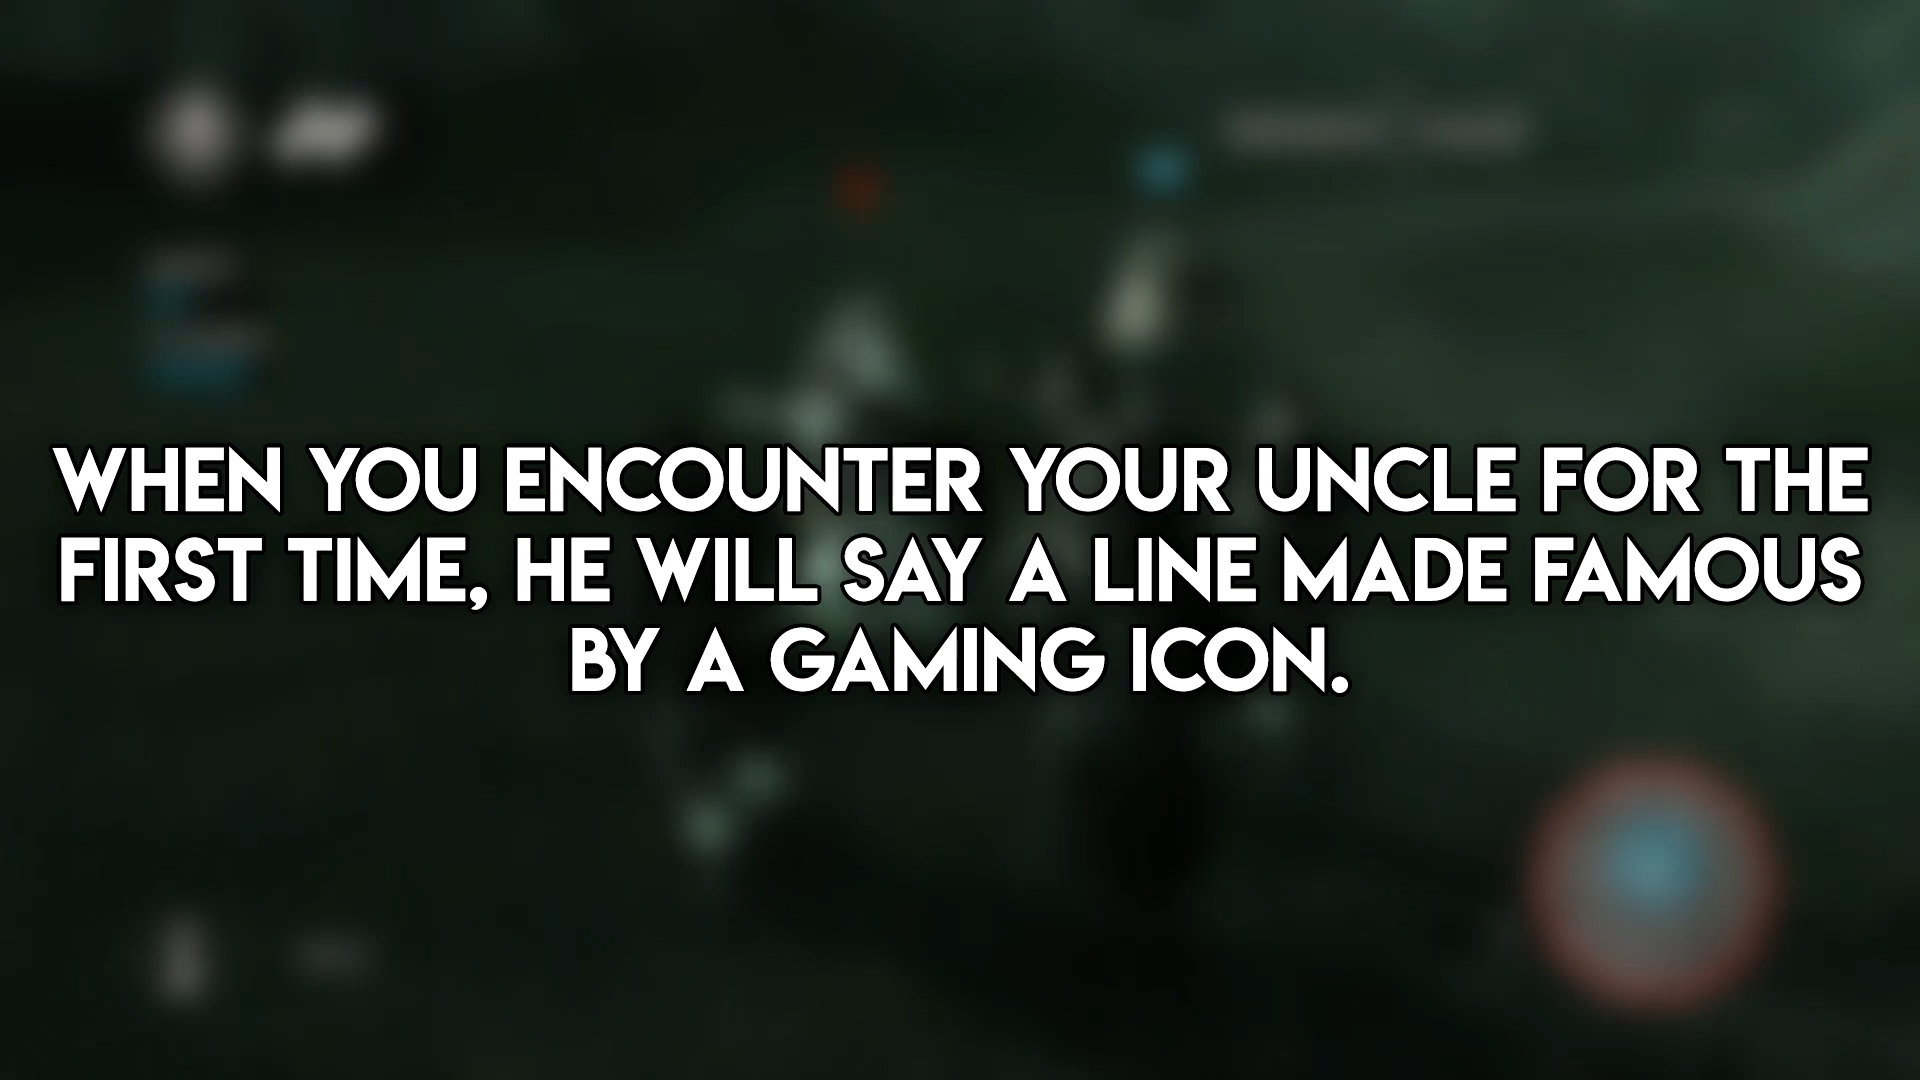 WHEN YOU ENCOUNTER YOUR UNCLE FOR THE
FIRST TIME, HE WILL SAY A LINE MADE FAMOUS
BY A GAMING ICON.